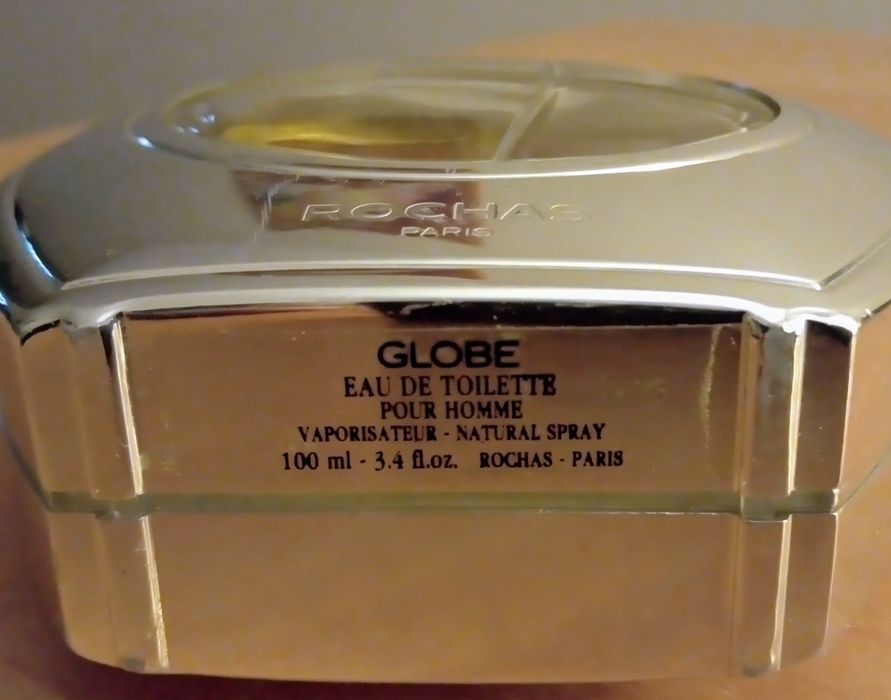 ROCHAS
PARIS
GLOBE
EAU DE TOILETTE
POUR HOMME
VAPORISATEUR - NATURAL SPRAY
100 ml - 3.4 fl.oz. ROCHAS - PARIS